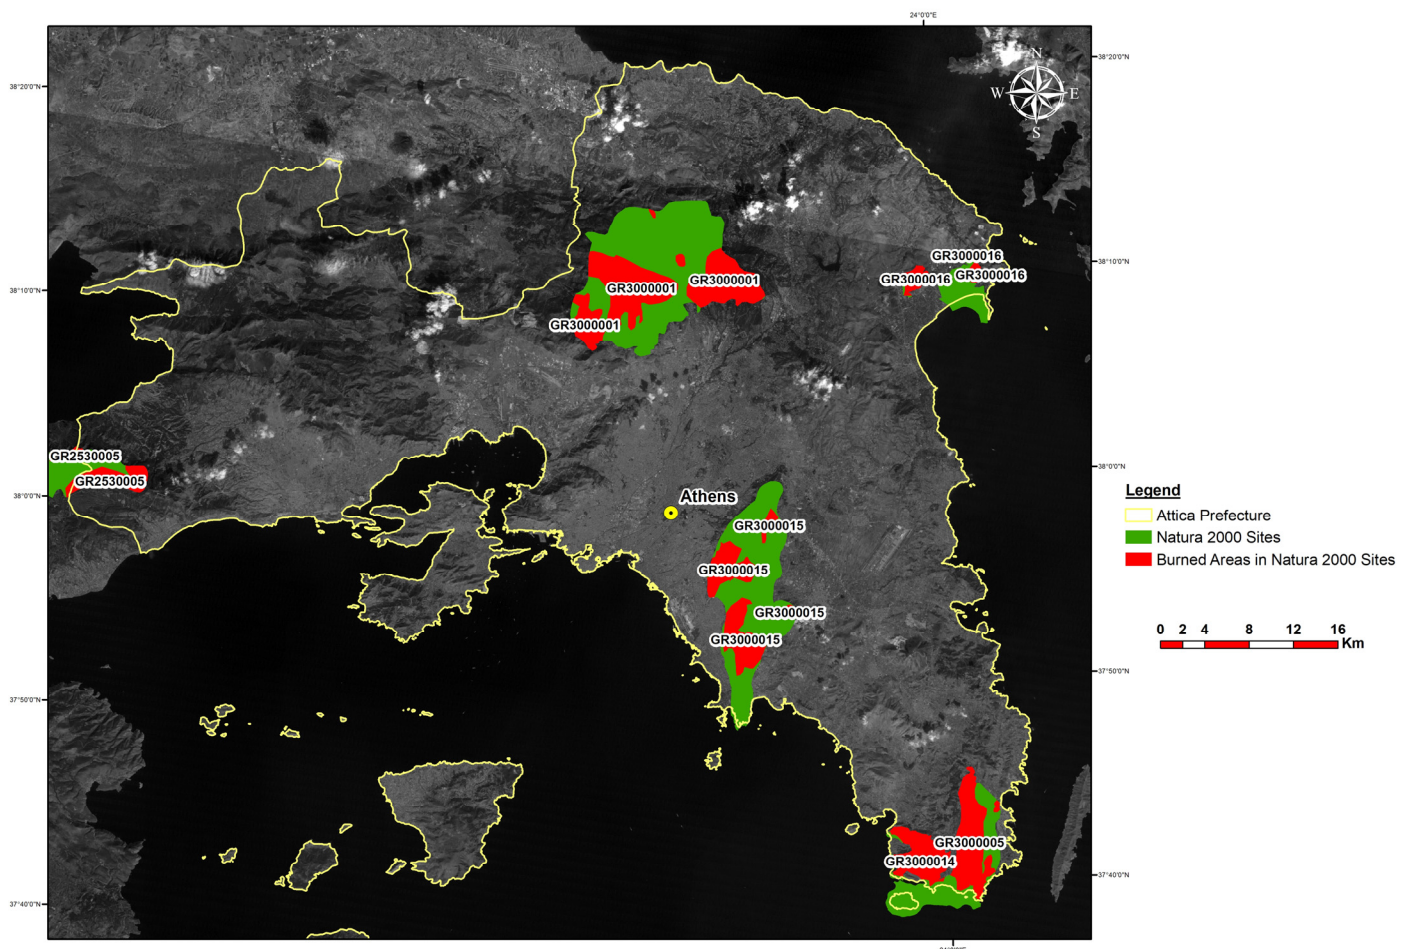 24°0'0"E
38°20'0"N
38°20'0"N
N
W
E
S
GR3000016
38°10'0"N
GR3000016
GR3000016
GR3000001
GR3000001
38°10'0"N
GR3000001
GR2530005
38°0'0"N
GR2530005
38°0'0"N
Athens
GR3000015
GR3000015
GR3000015
GR3000015
37°50'0"N
37°50'0"N
GR3000005
GR3000014
37°40'0"N
37°40'0"N
Legend
Attica Prefecture
Natura 2000 Sites
Burned Areas in Natura 2000 Sites
0 2 4 8 12 16
Km